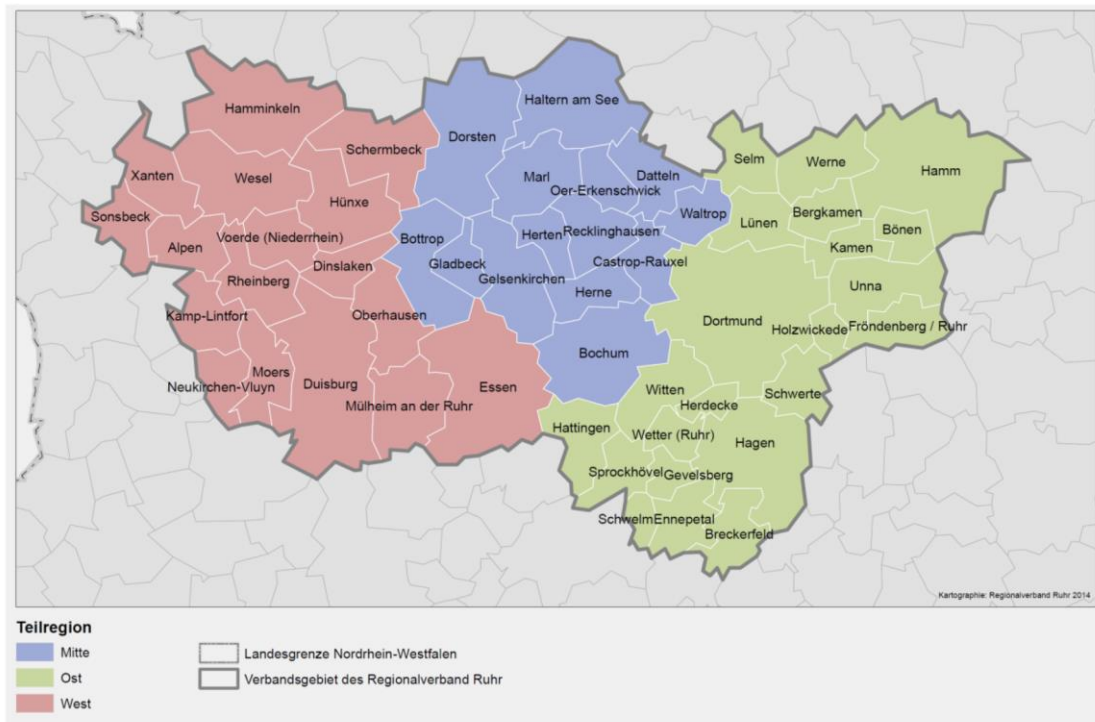 Haltern am See
Hamminkeln
Dorsten
Schermbeck
Selm
Werne
Hamm
Xanten
Wesel
Marl
Datteln
Oer-Erkenschwick
Hünxe
Sonsbeck
Waltrop
Bergkamen
Lünen
Bönen
Alpen
Voerde (Niederrhein)
Bottrop
Herten
Recklinghausen
Kamen
Dinslaken
Gladbeck
Castrop-Rauxel
Rheinberg
Gelsenkirchen
Unna
Herne
Kamp-Lintfort
Oberhausen
Dortmund
Holzwickede
Fröndenberg / Ruhr
Bochum
Moers
Neukirchen-Vluyn
Duisburg
Essen
Witten
Schwerte
Mülheim an der Ruhr
Herdecke
Hattingen
Wetter (Ruhr)
Hagen
Sprockhövel
Gevelsberg
Schwelm
Ennepetal
Breckerfeld
Kartographie: Regionalverband Ruhr 2014
Teilregion
Mitte
Ost
West
Landesgrenze Nordrhein-Westfalen
Verbandsgebiet des Regionalverband Ruhr